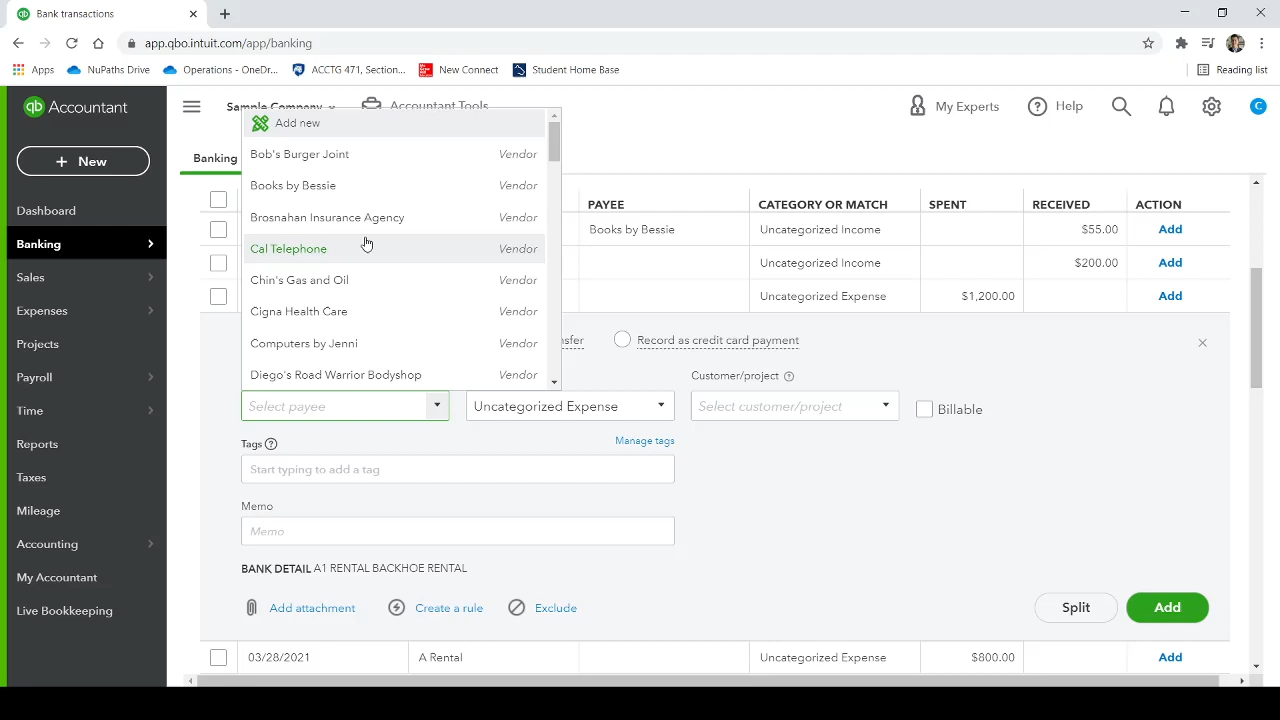 Bank transactions
app.qbo.intuit.com/app/banking
Apps
NuPaths Drive
Operations - OneDr...
ACCTG 471, Section...
New Connect
Student Home Base
Reading list
qb Accountant
Sample Company
Accountant Tools
My Experts
Help
C
+ New
Banking
Dashboard
Banking
Sales
Expenses
Projects
Payroll
Time
Reports
Taxes
Mileage
Accounting
My Accountant
Live Bookkeeping
Add new
Bob's Burger Joint Vendor
Books by Bessie Vendor
Brosnahan Insurance Agency Vendor
Cal Telephone Vendor
Chin's Gas and Oil Vendor
Cigna Health Care Vendor
Computers by Jenni Vendor
Diego's Road Warrior Bodyshop Vendor
PAYEE CATEGORY OR MATCH SPENT RECEIVED ACTION
Books by Bessie Uncategorized Income $55.00 Add
Uncategorized Income $200.00 Add
Uncategorized Expense $1,200.00 Add
nsfer Record as credit card payment
Customer/project ?
Select payee Uncategorized Expense Select customer/project Billable
Tags ? Manage tags
Start typing to add a tag
Memo
Memo
BANK DETAIL A1 RENTAL BACKHOE RENTAL
Add attachment Create a rule Exclude Split Add
03/28/2021 A Rental Uncategorized Expense $800.00 Add